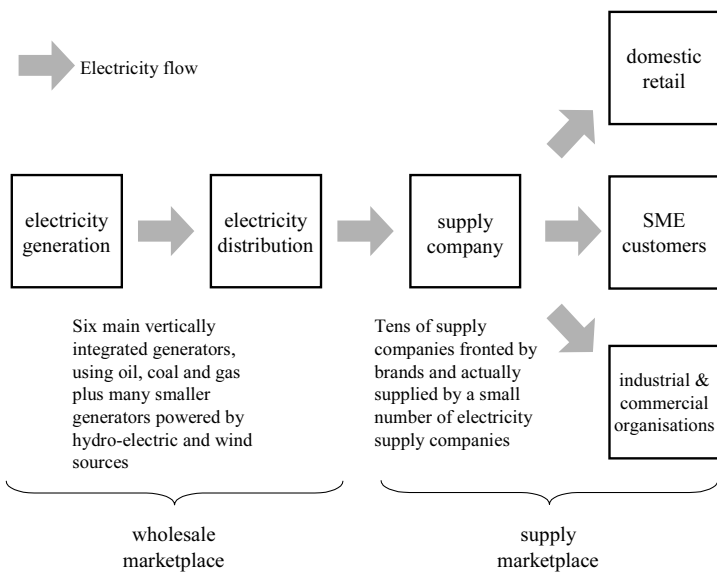 Electricity flow
domestic
retail
electricity
generation
electricity
distribution
supply
company
SME
customers
industrial &
commercial
organisations
Six main vertically
integrated generators,
using oil, coal and gas
plus many smaller
generators powered by
hydro-electric and wind
sources
Tens of supply
companies fronted by
brands and actually
supplied by a small
number of electricity
supply companies
wholesale
marketplace
supply
marketplace